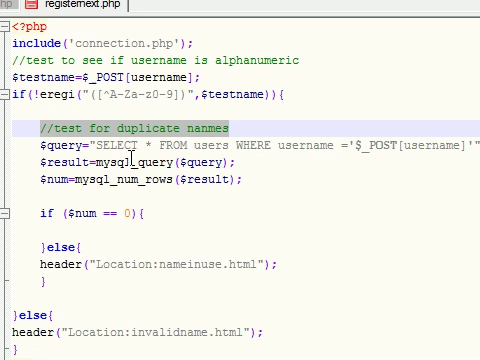 hp
registernext.php
<?php
include('connection.php');
//test to see if username is alphanumeric
$testname=$_POST[username];
if(!eregi("([^A-Za-z0-9])",$testname)){
//test for duplicate nanmes
$query="SELECT * FROM users WHERE username ='$_POST[username]'"
$result=mysql_query($query);
$num=mysql_num_rows($result);
if ($num == 0){
}else{
header("Location:nameinuse.html");
}
}else{
header("Location:invalidname.html");
}